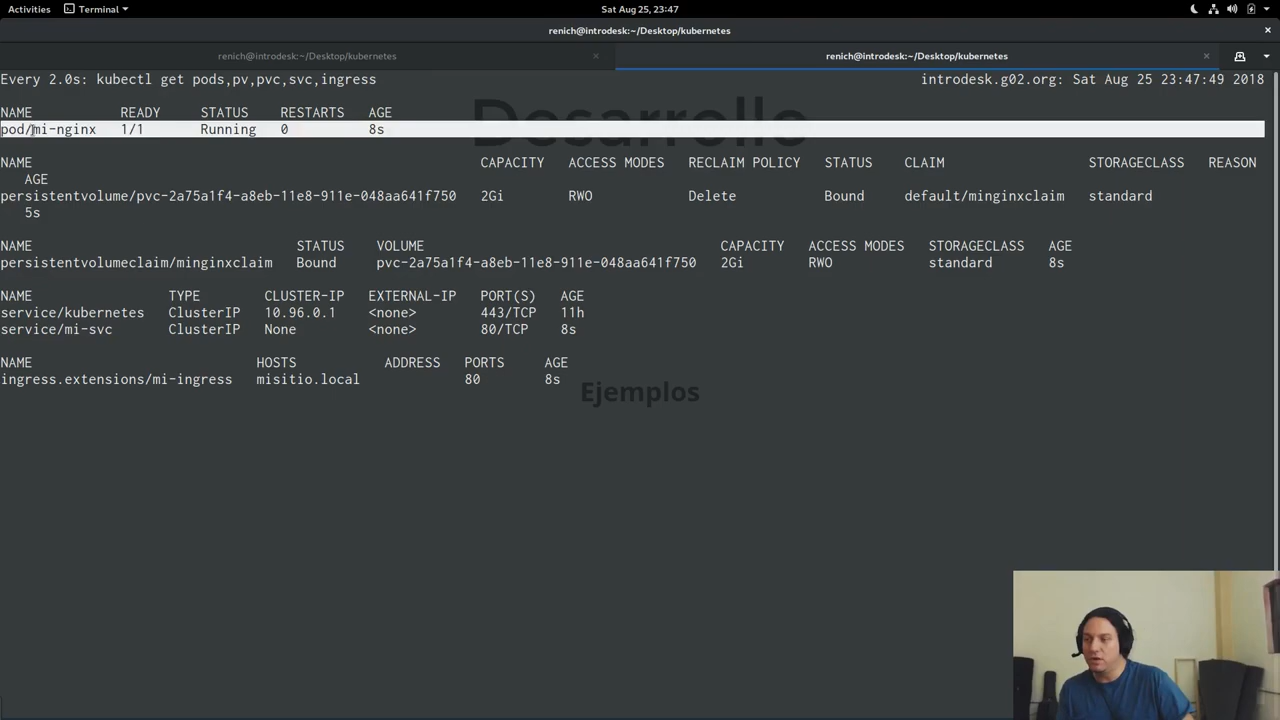 Activities Terminal Sat Aug 25, 23:47
renich@introdesk:~/Desktop/kubernetes
renich@introdesk:~/Desktop/kubernetes × renich@introdesk:~/Desktop/kubernetes ×
Every 2.0s: kubectl get pods,pv,pvc,svc,ingress introdesk.g02.org: Sat Aug 25 23:47:49 2018
Desarrollo
NAME READY STATUS RESTARTS AGE
pod/mi-nginx 1/1 Running 0 8s
NAME CAPACITY ACCESS MODES RECLAIM POLICY STATUS CLAIM STORAGECLASS REASON
AGE
persistentvolume/pvc-2a75a1f4-a8eb-11e8-911e-048aa641f750 2Gi RWO Delete Bound default/minginxclaim standard
5s
NAME STATUS VOLUME CAPACITY ACCESS MODES STORAGECLASS AGE
persistentvolumeclaim/minginxclaim Bound pvc-2a75a1f4-a8eb-11e8-911e-048aa641f750 2Gi RWO standard 8s
NAME TYPE CLUSTER-IP EXTERNAL-IP PORT(S) AGE
service/kubernetes ClusterIP 10.96.0.1 <none> 443/TCP 11h
service/mi-svc ClusterIP None <none> 80/TCP 8s
NAME HOSTS ADDRESS PORTS AGE
ingress.extensions/mi-ingress misitio.local 80 8s
Ejemplos